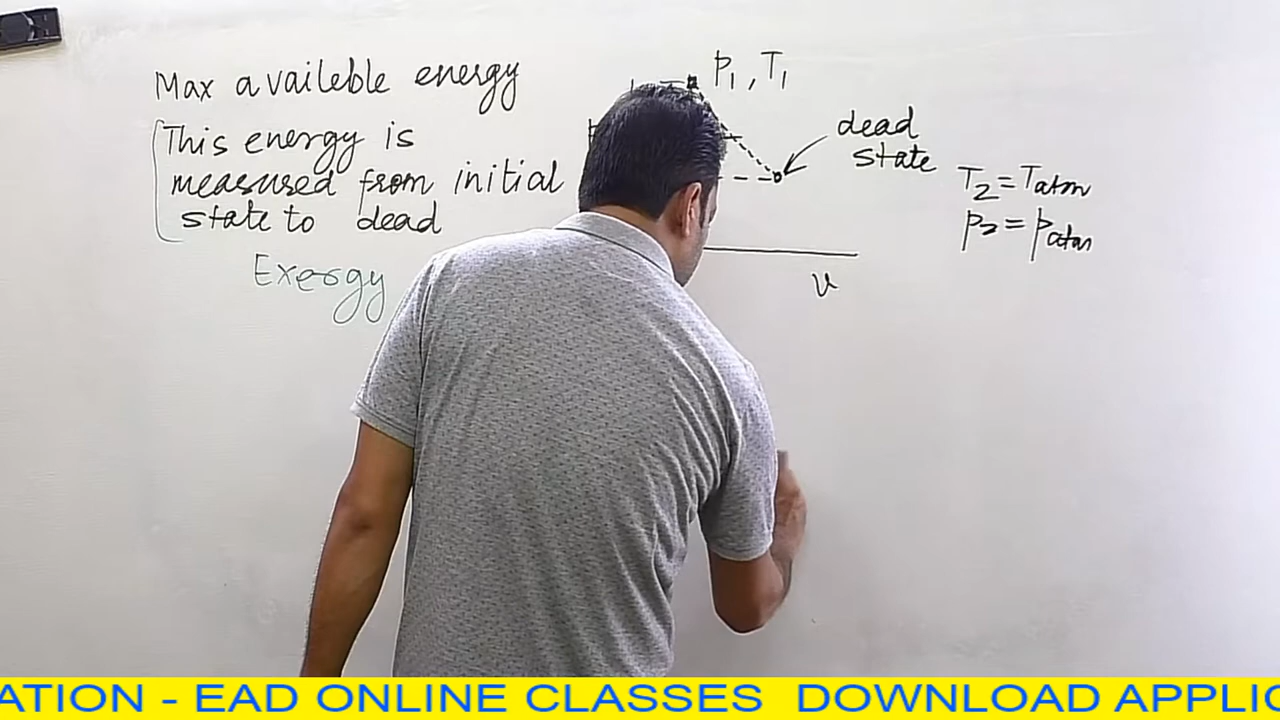 Max availeble energy
This energy is
measured from initial
state to dead
Exergy
P1, T1
dead
state
T2 = Tatm
P2 = Patm
v
ATION - EAD ONLINE CLASSES DOWNLOAD APPLIC